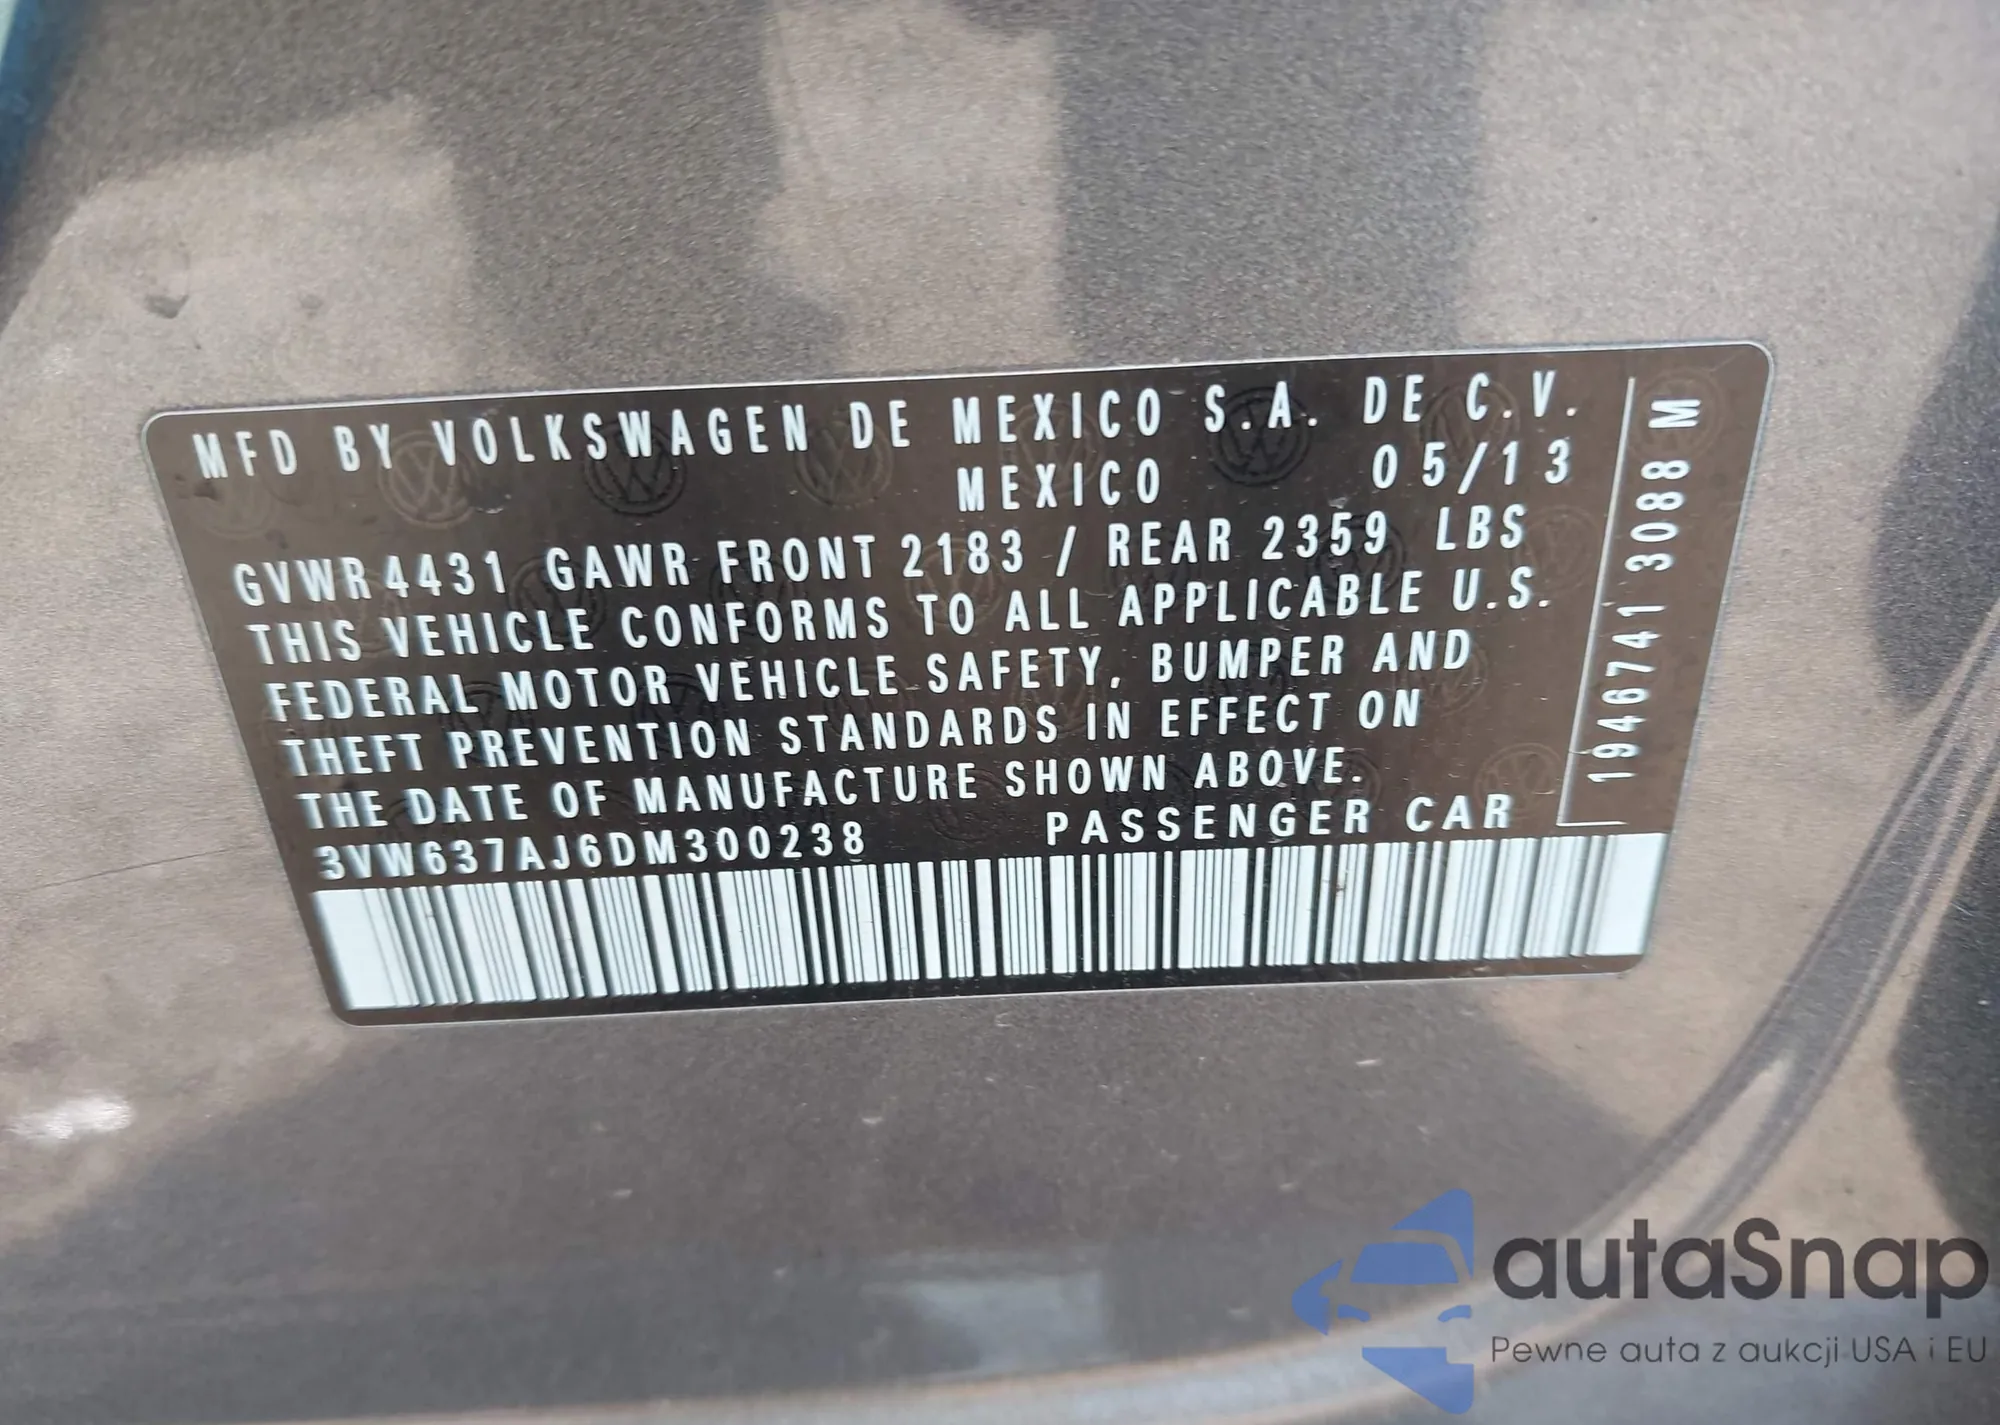 MFD BY VOLKSWAGEN DE MEXICO S.A. DE C.V.
MEXICO 05/13
GVWR 4431 GAWR FRONT 2183 / REAR 2359 LBS
THIS VEHICLE CONFORMS TO ALL APPLICABLE U.S.
FEDERAL MOTOR VEHICLE SAFETY, BUMPER AND
THEFT PREVENTION STANDARDS IN EFFECT ON
THE DATE OF MANUFACTURE SHOWN ABOVE.
3VW637AJ6DM300238 PASSENGER CAR
1946741 3088 M
autaSnap
Pewne auta z aukcji USA i EU